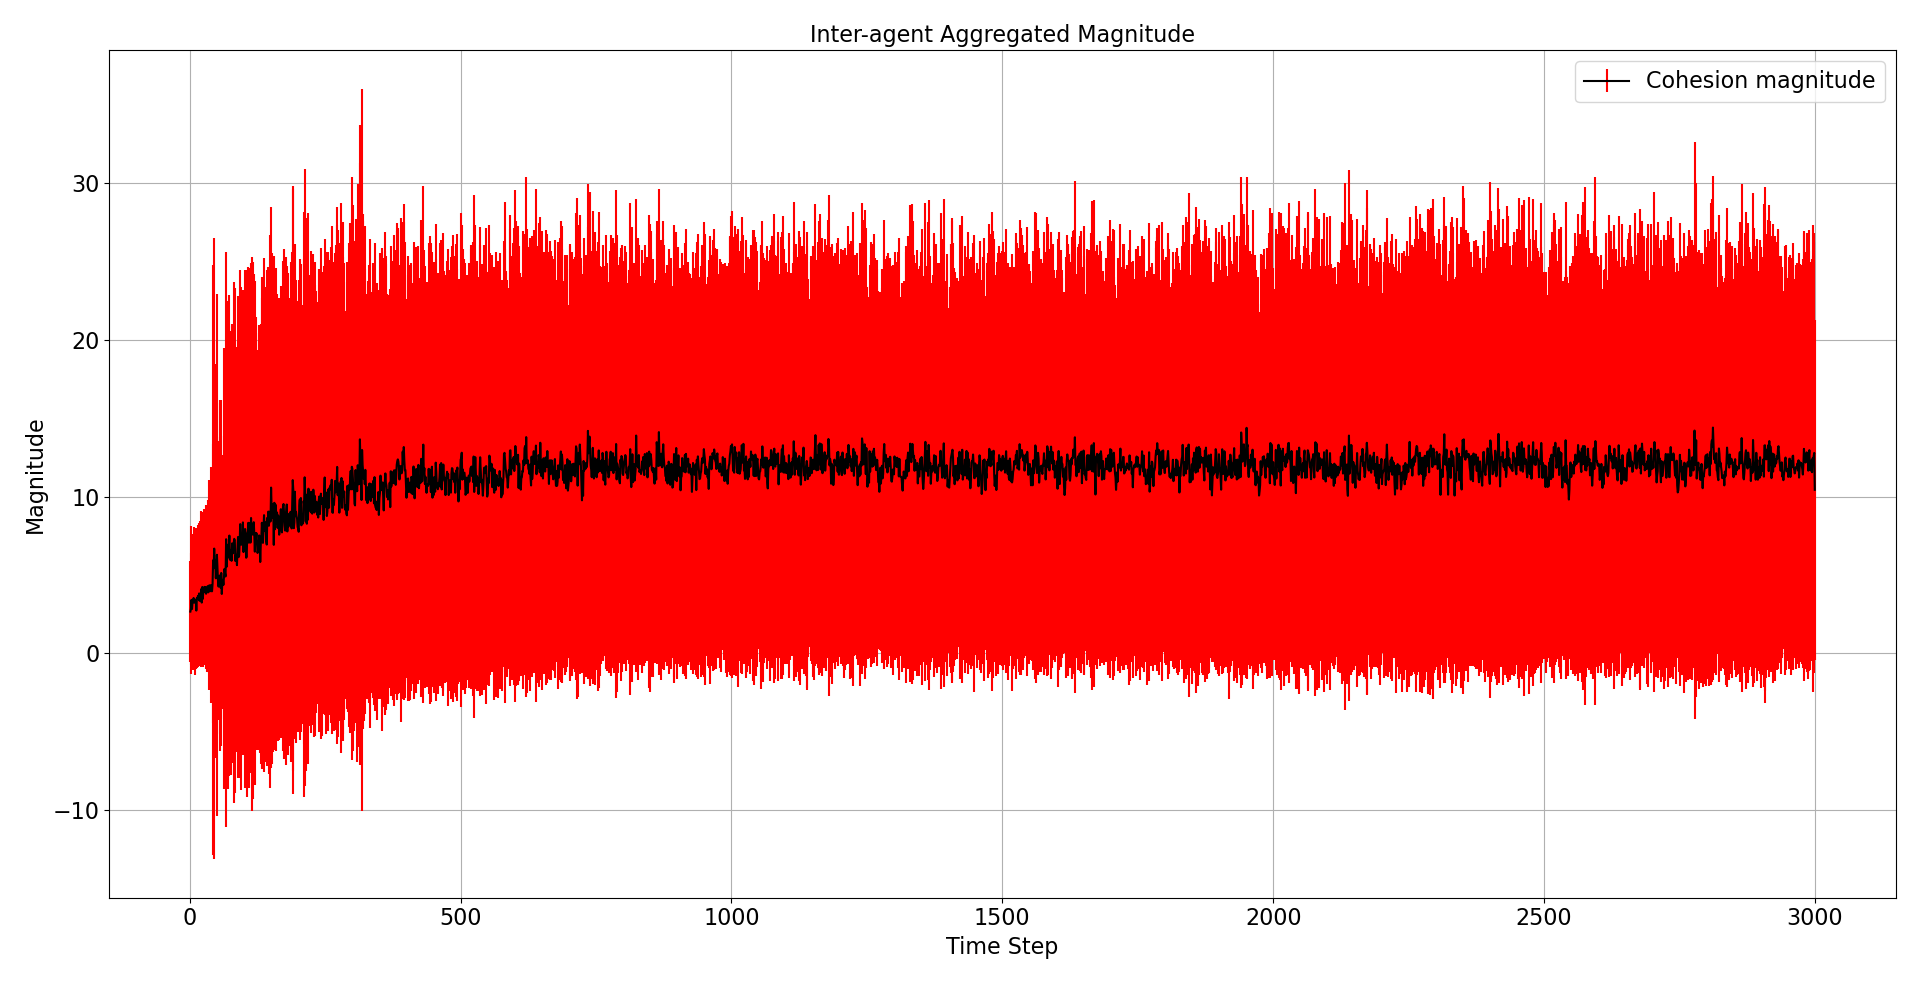 Inter-agent Aggregated Magnitude
Cohesion magnitude
Magnitude
30
20
10
0
−10
0 500 1000 1500 2000 2500 3000
Time Step